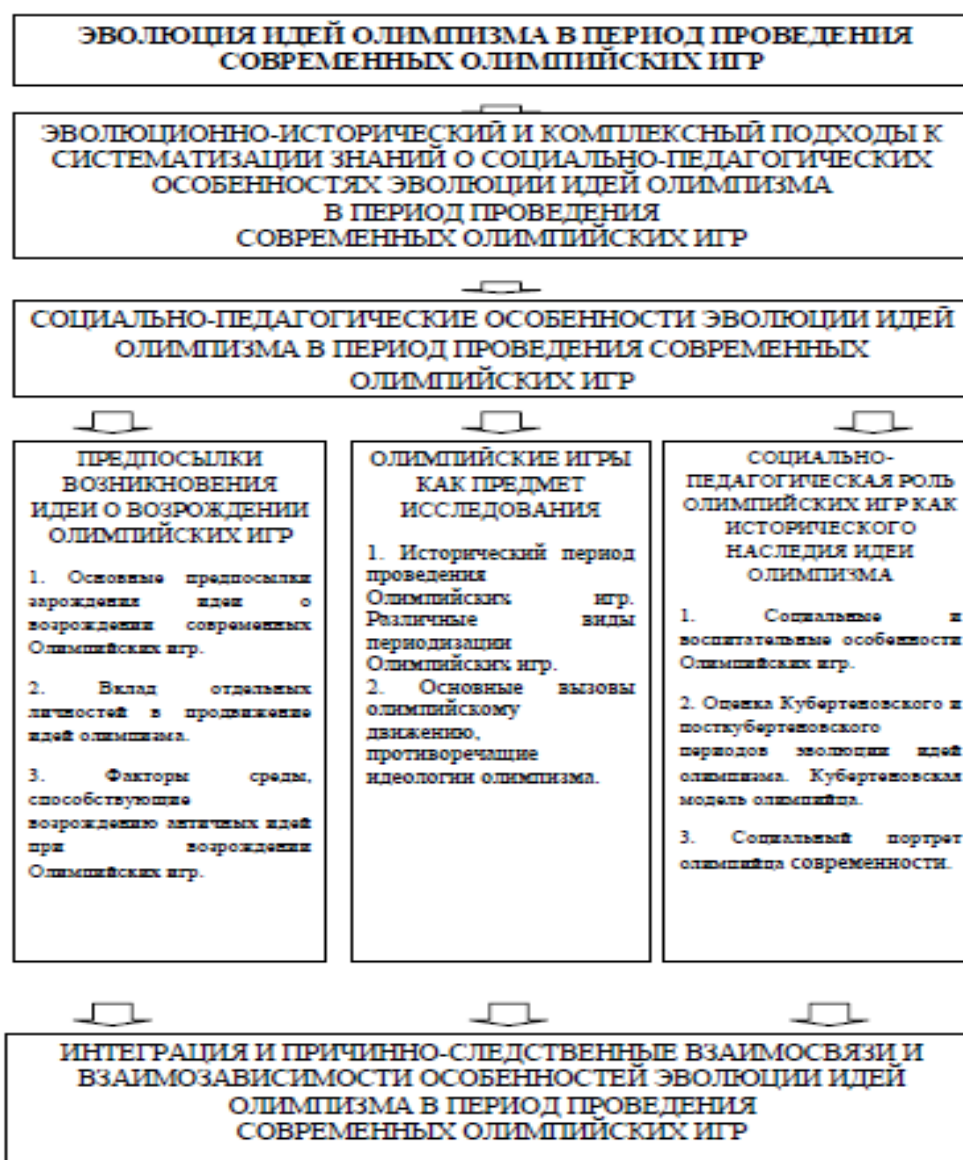 ЭВОЛЮЦИЯ ИДЕЙ ОЛИМПИЗМА В ПЕРИОД ПРОВЕДЕНИЯ
СОВРЕМЕННЫХ ОЛИМПИЙСКИХ ИГР
ЭВОЛЮЦИОННО-ИСТОРИЧЕСКИЙ И КОМПЛЕКСНЫЙ ПОДХОДЫ К
СИСТЕМАТИЗАЦИИ ЗНАНИЙ О СОЦИАЛЬНО-ПЕДАГОГИЧЕСКИХ
ОСОБЕННОСТЯХ ЭВОЛЮЦИИ ИДЕЙ ОЛИМПИЗМА
В ПЕРИОД ПРОВЕДЕНИЯ
СОВРЕМЕННЫХ ОЛИМПИЙСКИХ ИГР
СОЦИАЛЬНО-ПЕДАГОГИЧЕСКИЕ ОСОБЕННОСТИ ЭВОЛЮЦИИ ИДЕЙ
ОЛИМПИЗМА В ПЕРИОД ПРОВЕДЕНИЯ СОВРЕМЕННЫХ
ОЛИМПИЙСКИХ ИГР
ПРЕДПОСЫЛКИ
ВОЗНИКНОВЕНИЯ
ИДЕИ О ВОЗРОЖДЕНИИ
ОЛИМПИЙСКИХ ИГР
1. Основные предпосылки
зарождения идеи о
возрождении современных
Олимпийских игр.
2. Вклад отдельных
личностей в продвижение
идей олимпизма.
3. Факторы среды,
способствующие
возрождению античных идей
при возрождении
Олимпийских игр.
ОЛИМПИЙСКИЕ ИГРЫ
КАК ПРЕДМЕТ
ИССЛЕДОВАНИЯ
1. Исторический период
проведения
Олимпийских игр.
Различные виды
периодизации
Олимпийских игр.
2. Основные вызовы
олимпийскому
движению,
противоречащие
идеологии олимпизма.
СОЦИАЛЬНО-
ПЕДАГОГИЧЕСКАЯ РОЛЬ
ОЛИМПИЙСКИХ ИГР КАК
ИСТОРИЧЕСКОГО
НАСЛЕДИЯ ИДЕИ
ОЛИМПИЗМА
1. Социальные и
воспитательные особенности
Олимпийских игр.
2. Оценка Кубертеновского и
посткубертеновского
периодов эволюции идей
олимпизма. Кубертеновская
модель олимпийца.
3. Социальный портрет
олимпийца современности.
ИНТЕГРАЦИЯ И ПРИЧИННО-СЛЕДСТВЕННЫЕ ВЗАИМОСВЯЗИ И
ВЗАИМОЗАВИСИМОСТИ ОСОБЕННОСТЕЙ ЭВОЛЮЦИИ ИДЕЙ
ОЛИМПИЗМА В ПЕРИОД ПРОВЕДЕНИЯ
СОВРЕМЕННЫХ ОЛИМПИЙСКИХ ИГР